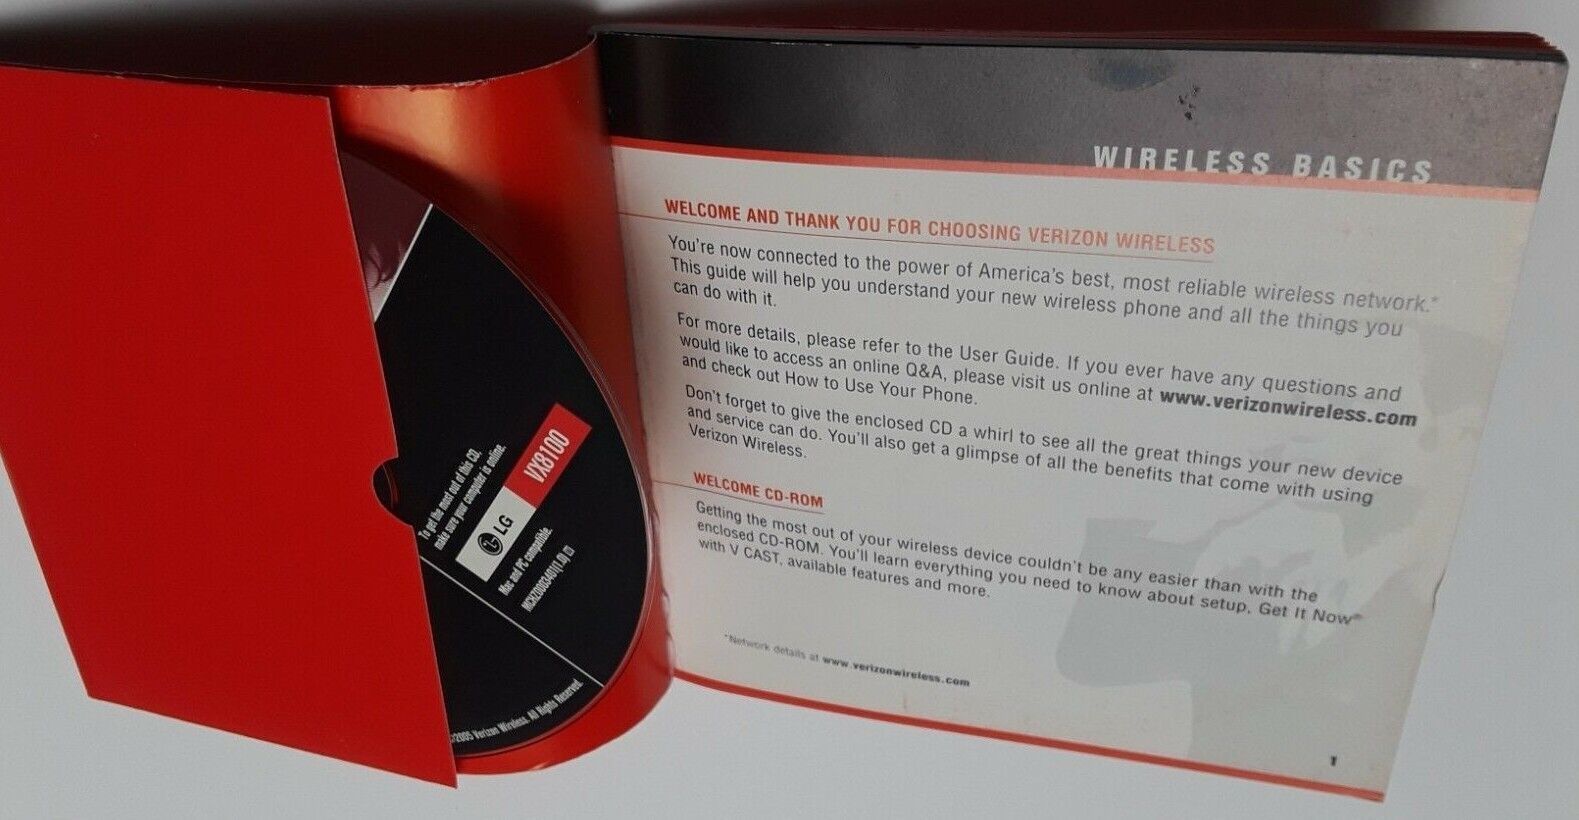 To get the most out of this CD,
make sure your computer is online.
LG VX8100
Mac and PC compatible.
MCHZ0003401(1.0)
©2005 Verizon Wireless. All Rights Reserved.
WIRELESS BASICS
WELCOME AND THANK YOU FOR CHOOSING VERIZON WIRELESS
You're now connected to the power of America's best, most reliable wireless network.*
This guide will help you understand your new wireless phone and all the things you
can do with it.
For more details, please refer to the User Guide. If you ever have any questions and
would like to access an online Q&A, please visit us online at www.verizonwireless.com
and check out How to Use Your Phone.
Don't forget to give the enclosed CD a whirl to see all the great things your new device
and service can do. You'll also get a glimpse of all the benefits that come with using
Verizon Wireless.
WELCOME CD-ROM
Getting the most out of your wireless device couldn't be any easier than with the
enclosed CD-ROM. You'll learn everything you need to know about setup, Get It Now®
with V CAST, available features and more.
*Network details at www.verizonwireless.com
1